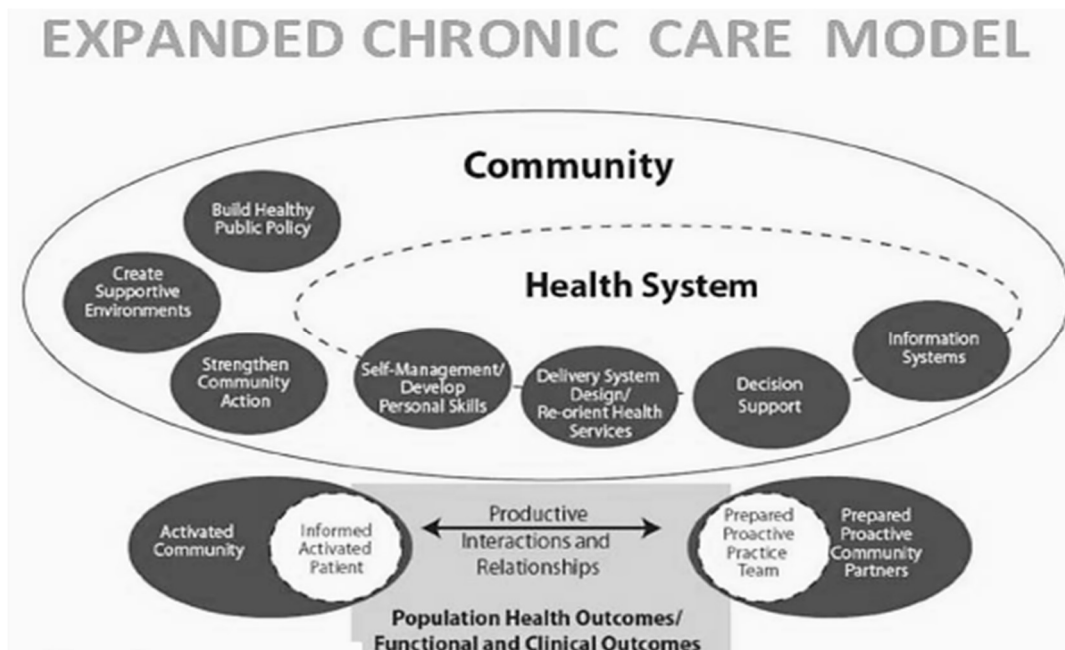 EXPANDED CHRONIC CARE MODEL
Community
Build Healthy
Public Policy
Health System
Create
Supportive
Environments
Strengthen
Community
Action
Self-Management/
Develop
Personal Skills
Delivery System
Design/
Re-orient Health
Services
Decision
Support
Information
Systems
Activated
Community
Informed
Activated
Patient
Productive
Interactions and
Relationships
Prepared
Proactive
Practice
Team
Prepared
Proactive
Community
Partners
Population Health Outcomes/
Functional and Clinical Outcomes